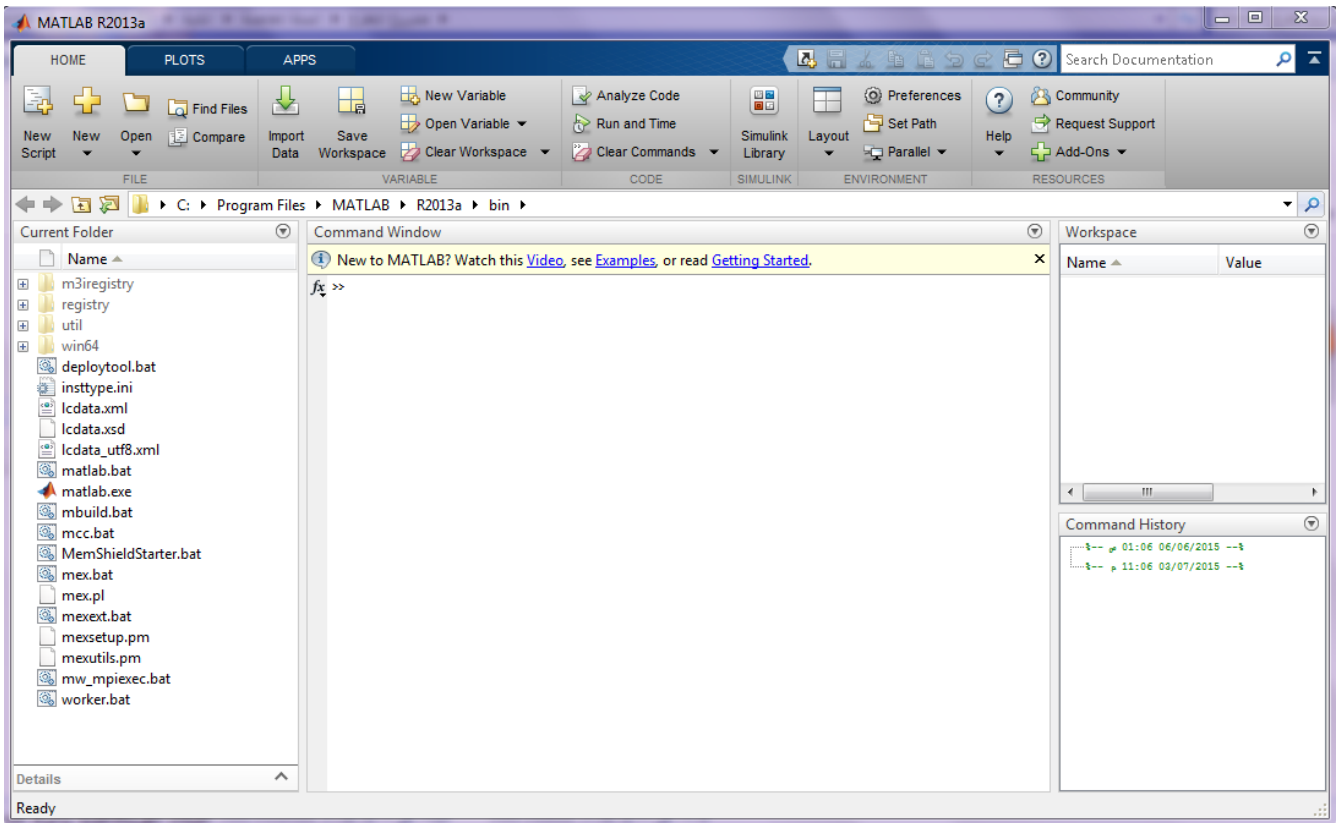 MATLAB R2013a
HOME PLOTS APPS
Search Documentation
New Script
New
Open
Find Files
Compare
FILE
Import Data
Save Workspace
New Variable
Open Variable
Clear Workspace
VARIABLE
Analyze Code
Run and Time
Clear Commands
CODE
Simulink Library
SIMULINK
Layout
Preferences
Set Path
Parallel
ENVIRONMENT
Help
Community
Request Support
Add-Ons
RESOURCES
C: Program Files MATLAB R2013a bin
Current Folder
Name
m3iregistry
registry
util
win64
deploytool.bat
insttype.ini
lcdata.xml
lcdata.xsd
lcdata_utf8.xml
matlab.bat
matlab.exe
mbuild.bat
mcc.bat
MemShieldStarter.bat
mex.bat
mex.pl
mexext.bat
mexsetup.pm
mexutils.pm
mw_mpiexec.bat
worker.bat
Details
Ready
Command Window
New to MATLAB? Watch this Video, see Examples, or read Getting Started.
fx >>
Workspace
Name Value
Command History
%-- 01:06 06/06/2015 --%
%-- 11:06 03/07/2015 --%